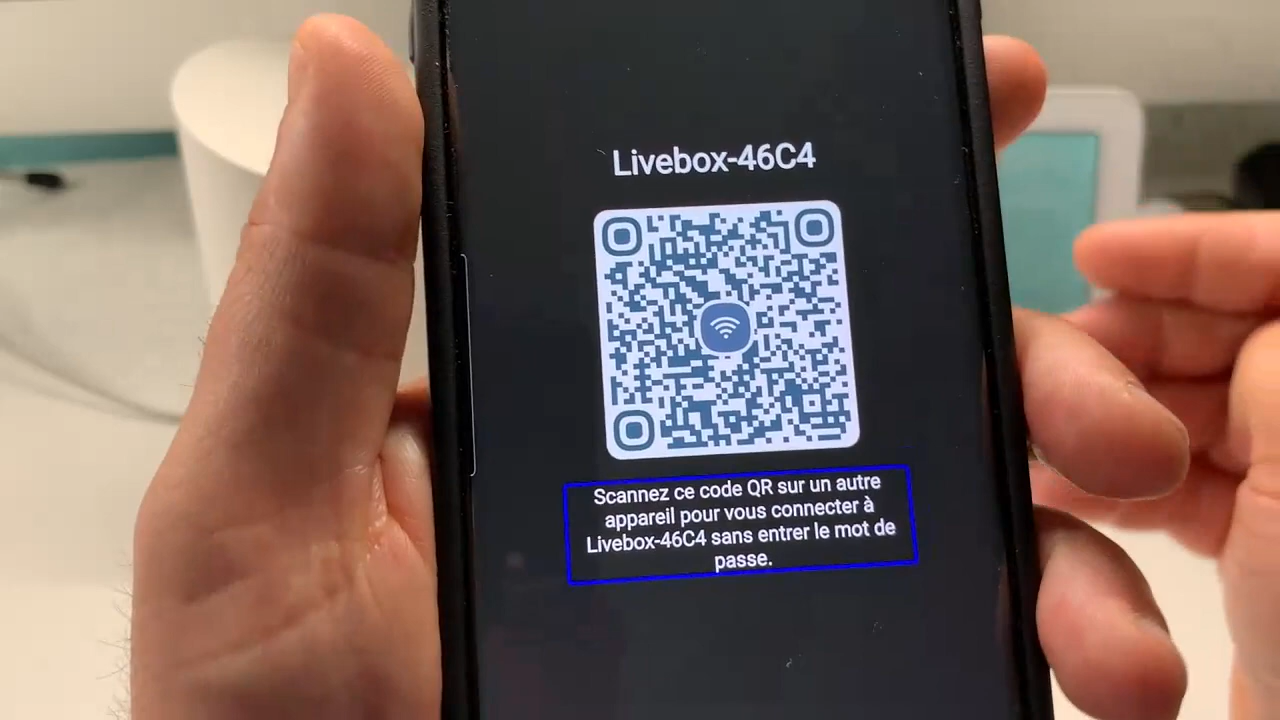 Livebox-46C4
Scannez ce code QR sur un autre
appareil pour vous connecter à
Livebox-46C4 sans entrer le mot de
passe.